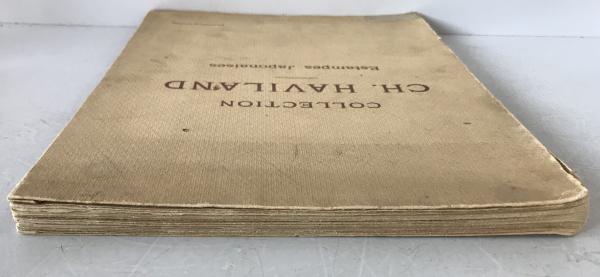 COLLECTION
CH. HAVILAND
Estampes Japonaises